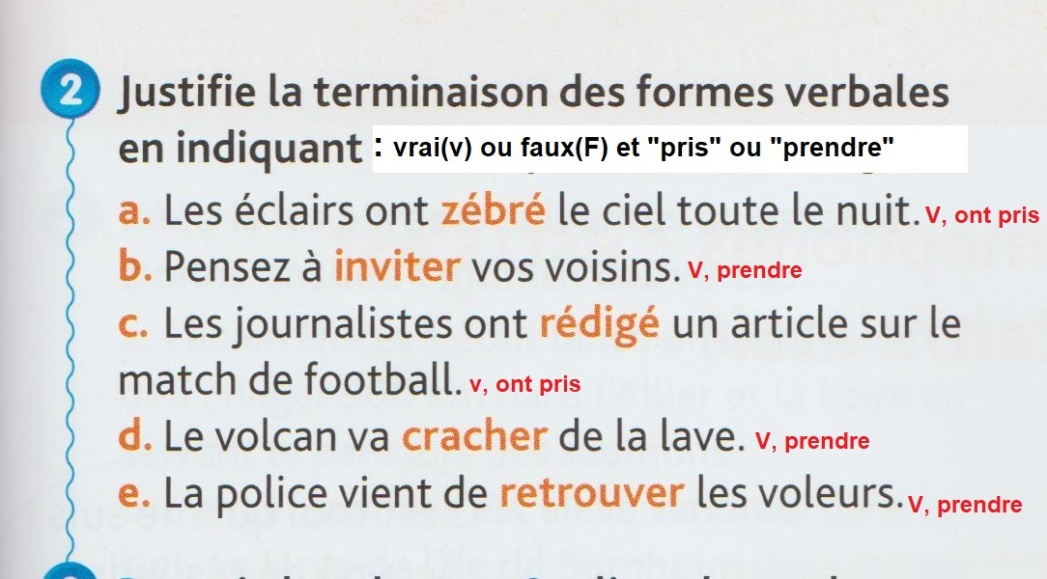 2 Justifie la terminaison des formes verbales
en indiquant : vrai(v) ou faux(F) et "pris" ou "prendre"
a. Les éclairs ont zébré le ciel toute le nuit. V, ont pris
b. Pensez à inviter vos voisins. V, prendre
c. Les journalistes ont rédigé un article sur le
match de football. v, ont pris
d. Le volcan va cracher de la lave. V, prendre
e. La police vient de retrouver les voleurs. V, prendre